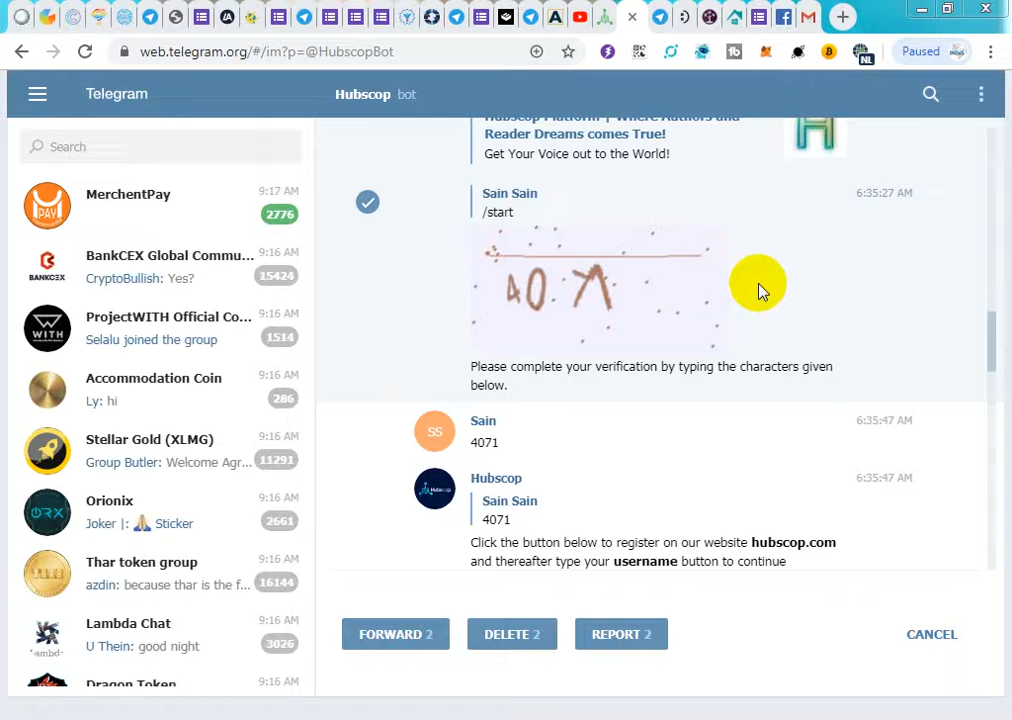 web.telegram.org/#/im?p=@HubscopBot
Paused
NL
Telegram
Hubscop bot
Search
MerchentPay
9:17 AM
2776
BankCEX Global Commu...
9:16 AM
CryptoBullish: Yes?
15424
ProjectWITH Official Co...
9:16 AM
Selalu joined the group
1514
Accommodation Coin
9:16 AM
Ly: hi
286
Stellar Gold (XLMG)
9:16 AM
Group Butler: Welcome Agr...
11291
Orionix
9:16 AM
Joker |: 🙏 Sticker
2661
Thar token group
9:16 AM
azdin: because thar is the f...
16144
Lambda Chat
9:16 AM
U Thein: good night
3026
Dragon Token
9:16 AM
Hubscop Platform | Where Authors and
Reader Dreams comes True!
Get Your Voice out to the World!
Sain Sain
6:35:27 AM
/start
Please complete your verification by typing the characters given
below.
Sain
6:35:47 AM
SS
4071
Hubscop
6:35:47 AM
Sain Sain
4071
Click the button below to register on our website hubscop.com
and thereafter type your username button to continue
FORWARD 2
DELETE 2
REPORT 2
CANCEL